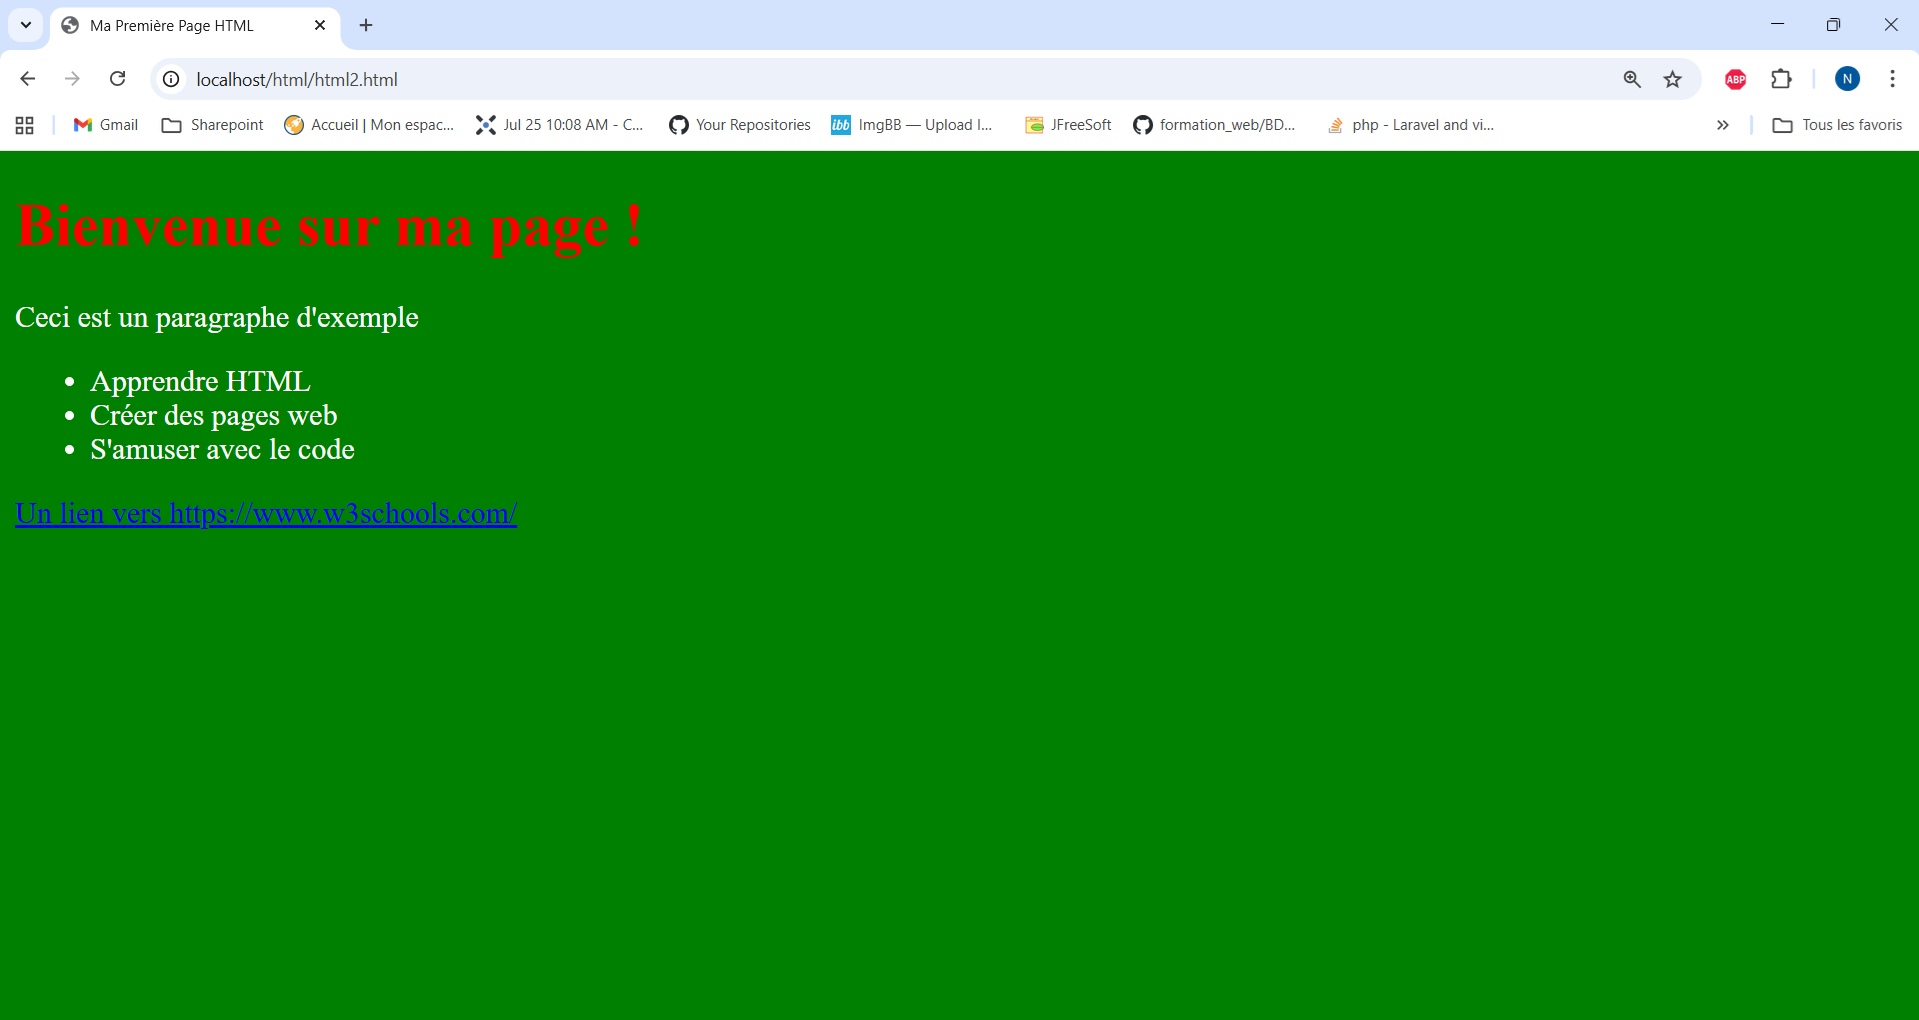 Ma Première Page HTML
localhost/html/html2.html
ABP
N
Gmail
Sharepoint
Accueil | Mon espac...
Jul 25 10:08 AM - C...
Your Repositories
ibb
ImgBB — Upload I...
JFreeSoft
formation_web/BD...
php - Laravel and vi...
Tous les favoris
Bienvenue sur ma page !
Ceci est un paragraphe d'exemple
• Apprendre HTML
• Créer des pages web
• S'amuser avec le code
Un lien vers https://www.w3schools.com/